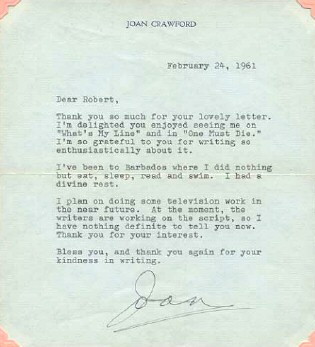 JOAN CRAWFORD
February 24, 1961
Dear Robert,
Thank you so much for your lovely letter.
I'm delighted you enjoyed seeing me on
"What's My Line" and in "One Must Die."
I'm so grateful to you for writing so
enthusiastically about it.
I've been to Barbados where I did nothing
but eat, sleep, read and swim. I had a
divine rest.
I plan on doing some television work in
the near future. At the moment, the
writers are working on the script, so I
have nothing definite to tell you now.
Thank you for your interest.
Bless you, and thank you again for your
kindness in writing.
Joan